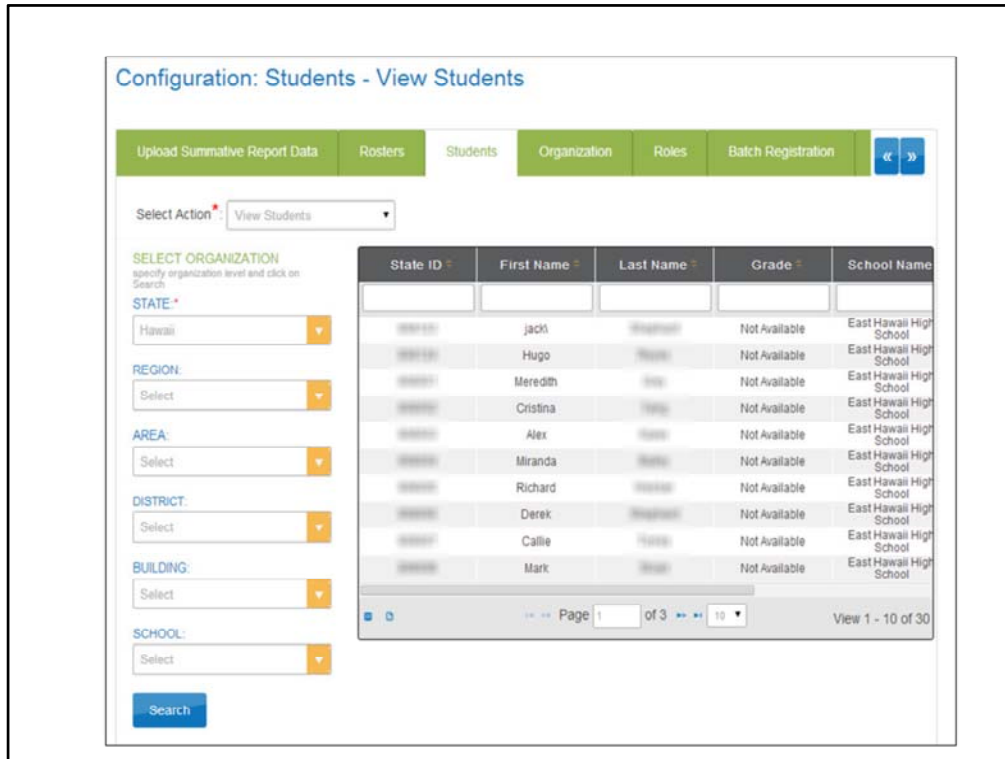 Configuration: Students - View Students
Upload Summative Report Data Rosters Students Organization Roles Batch Registration « »
Select Action*: View Students
SELECT ORGANIZATION
specify organization level and click on
Search
STATE:*
Hawaii
REGION:
Select
AREA:
Select
DISTRICT:
Select
BUILDING:
Select
SCHOOL:
Select
Search
State ID First Name Last Name Grade School Name
jack\ Not Available East Hawaii High
School
Hugo Not Available East Hawaii High
School
Meredith Not Available East Hawaii High
School
Cristina Not Available East Hawaii High
School
Alex Not Available East Hawaii High
School
Miranda Not Available East Hawaii High
School
Richard Not Available East Hawaii High
School
Derek Not Available East Hawaii High
School
Callie Not Available East Hawaii High
School
Mark Not Available East Hawaii High
School
Page 1 of 3 10 View 1 - 10 of 30